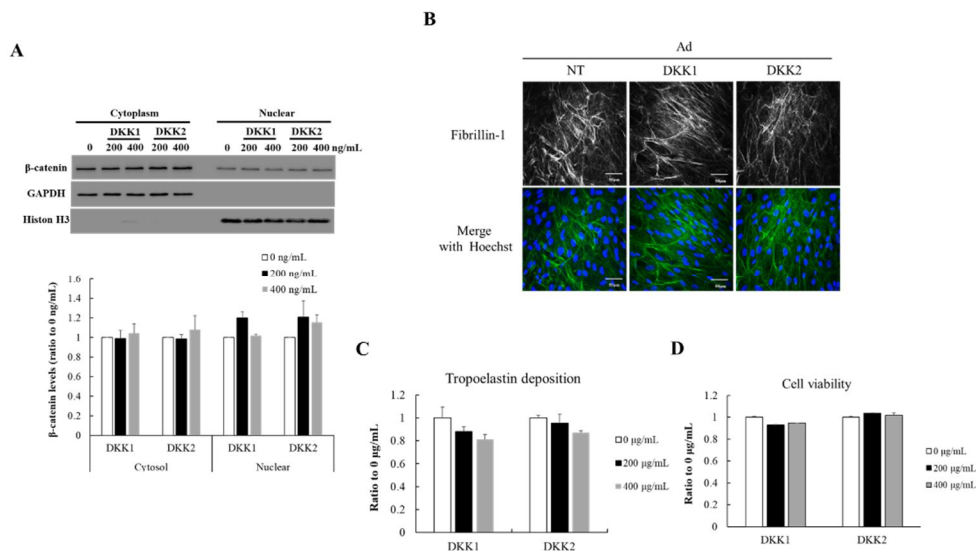 A
Cytoplasm Nuclear
DKK1 DKK2 DKK1 DKK2
0 200 400 200 400 0 200 400 200 400 ng/mL
β-catenin
GAPDH
Histon H3
0 ng/mL
200 ng/mL
400 ng/mL
β-catenin levels (ratio to 0 ng/mL)
1.6
1.4
1.2
1
0.8
0.6
0.4
0.2
0
DKK1 DKK2 DKK1 DKK2
Cytosol Nuclear
B
Ad
NT DKK1 DKK2
Fibrillin-1
Merge
with Hoechst
50μm 50μm 50μm
50μm 50μm 50μm
C
Tropoelastin deposition
Ratio to 0 μg/mL
1.2
1
0.8
0.6
0.4
0.2
0
DKK1 DKK2
0 μg/mL
200 μg/mL
400 μg/mL
D
Cell viability
Ratio to 0 μg/mL
1.2
1
0.8
0.6
0.4
0.2
0
DKK1 DKK2
0 μg/mL
200 μg/mL
400 μg/mL